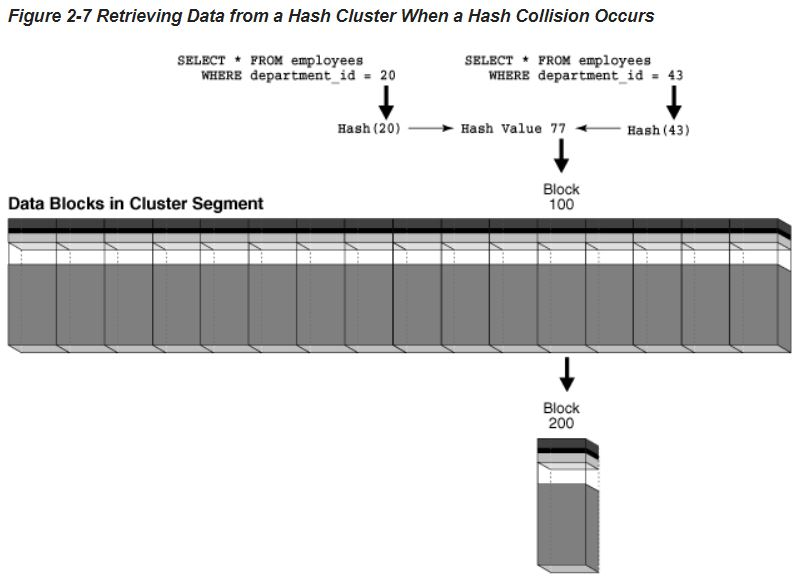 Figure 2-7 Retrieving Data from a Hash Cluster When a Hash Collision Occurs
SELECT * FROM employees
WHERE department_id = 20
SELECT * FROM employees
WHERE department_id = 43
Hash(20)
Hash Value 77
Hash(43)
Block
100
Data Blocks in Cluster Segment
Block
200